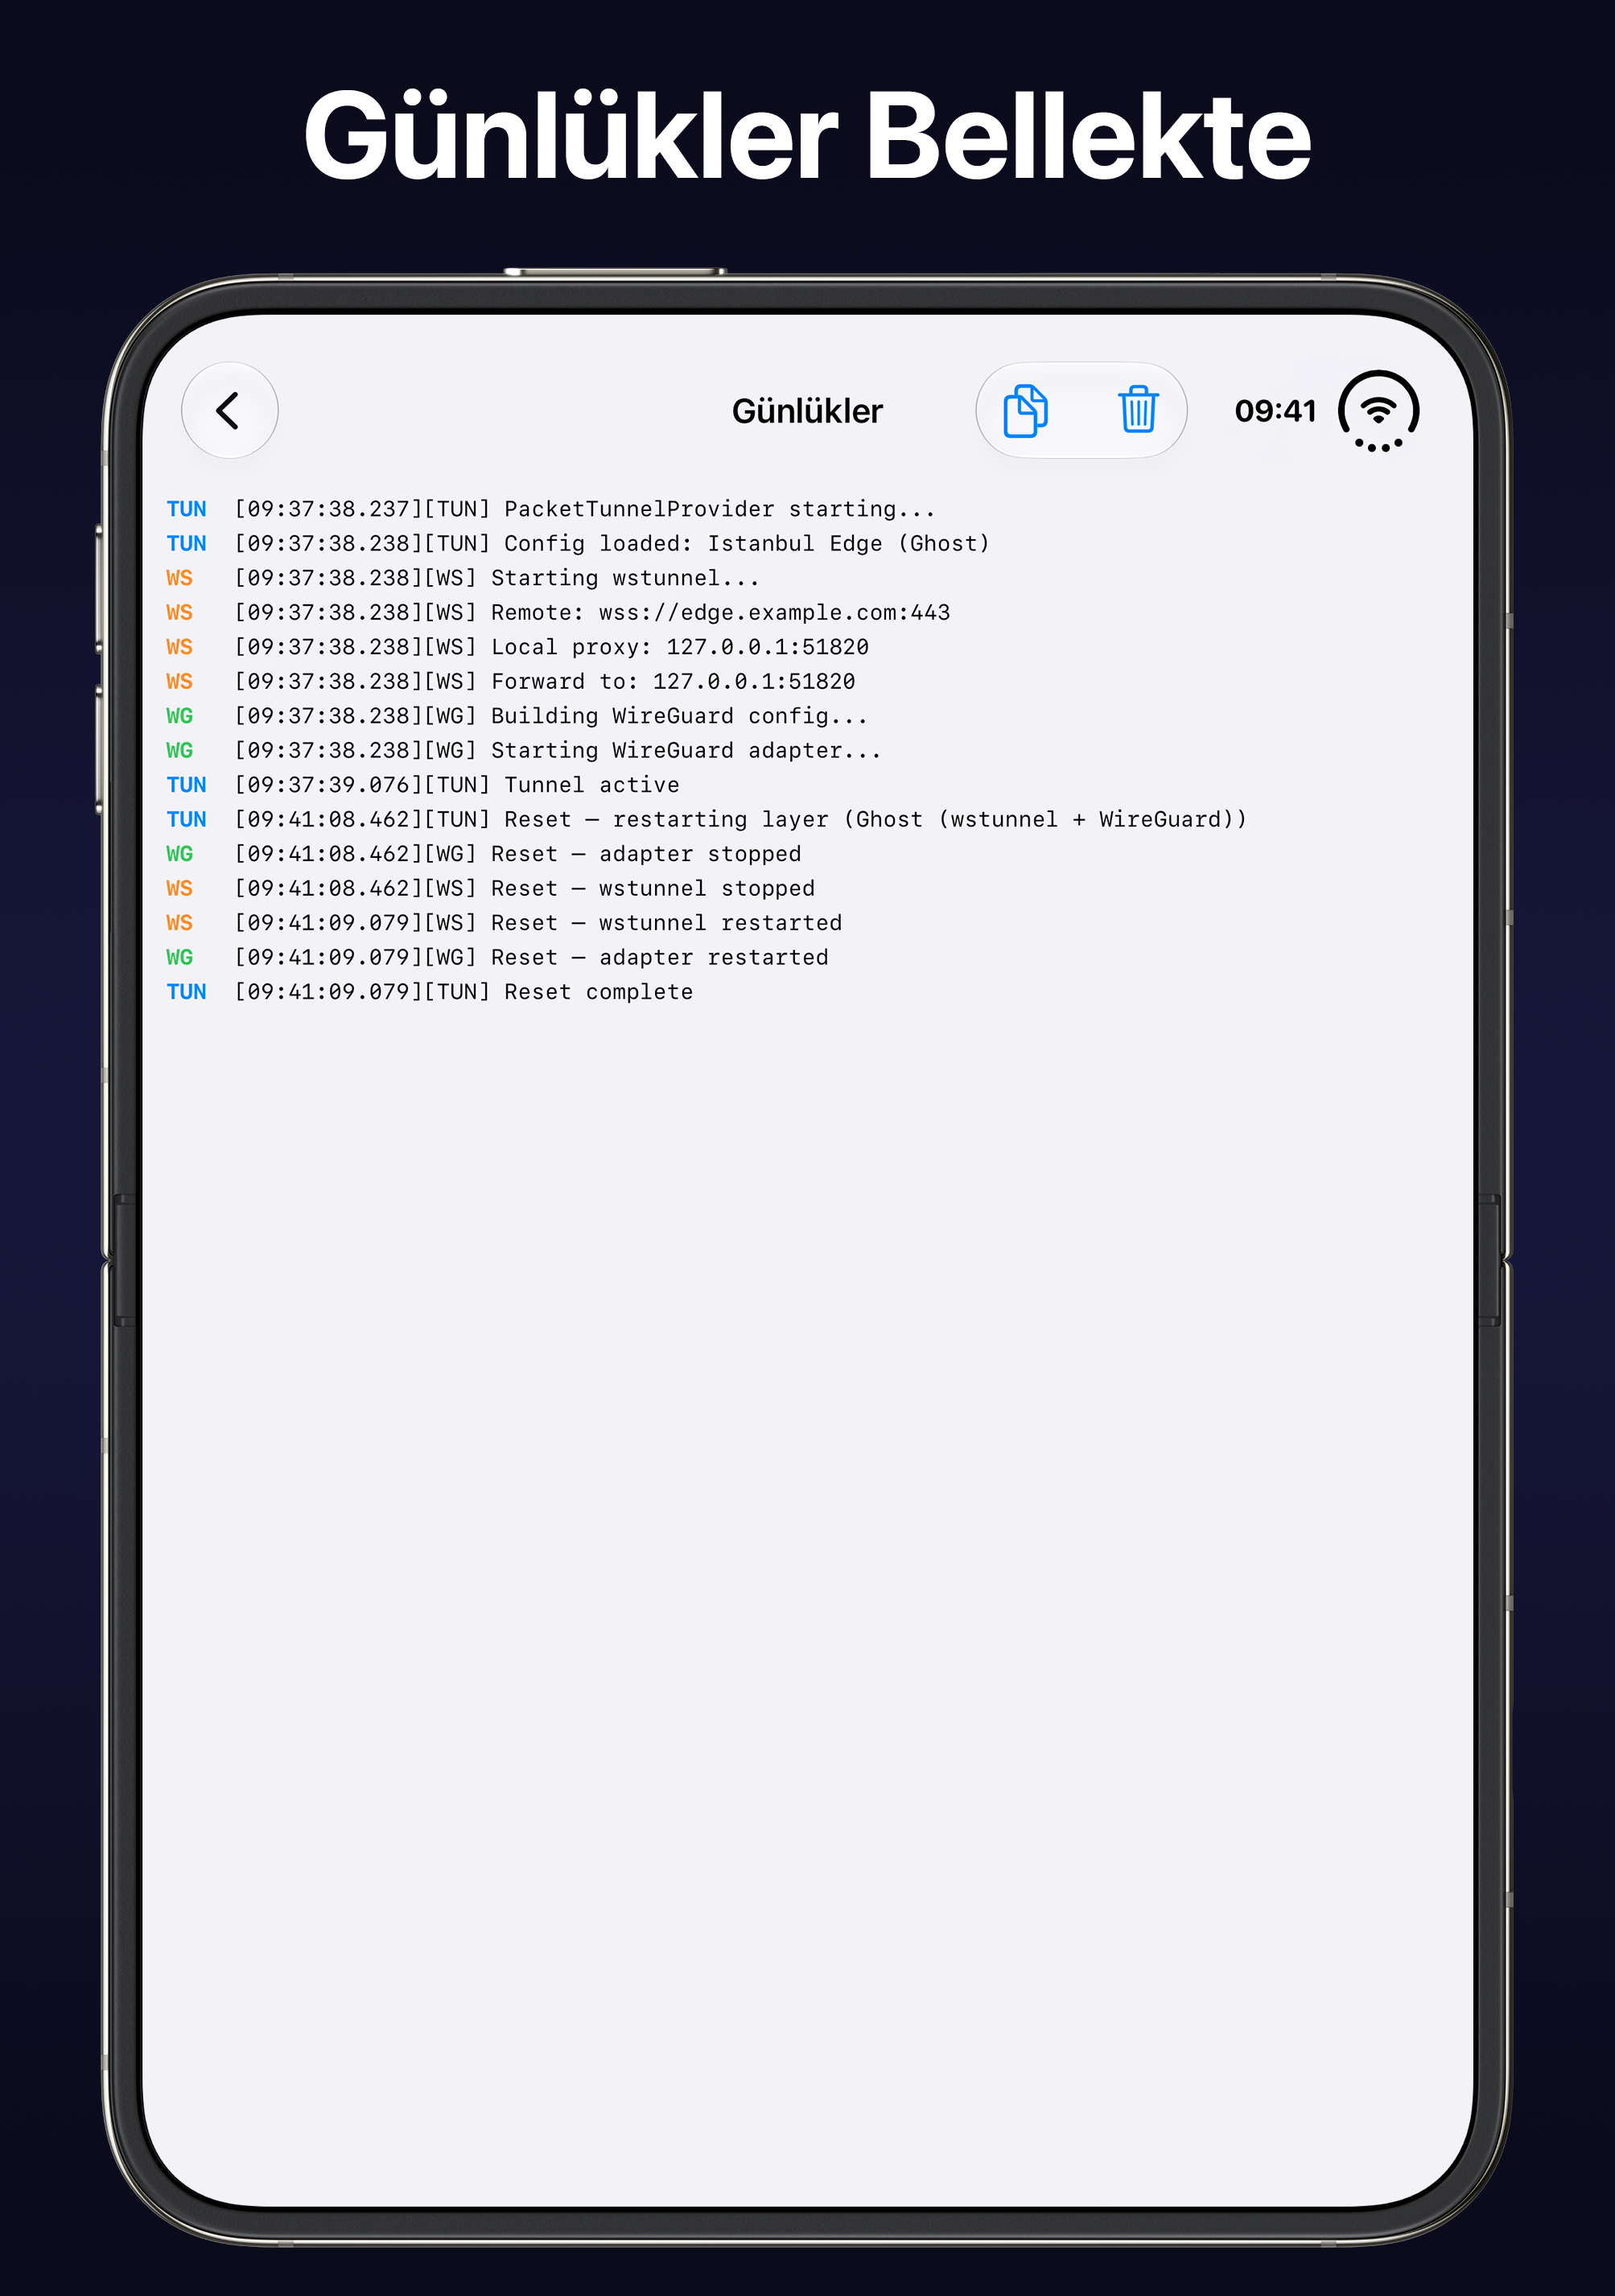 Günlükler Bellekte
Günlükler
09:41
TUN [09:37:38.237][TUN] PacketTunnelProvider starting...
TUN [09:37:38.238][TUN] Config loaded: Istanbul Edge (Ghost)
WS [09:37:38.238][WS] Starting wstunnel...
WS [09:37:38.238][WS] Remote: wss://edge.example.com:443
WS [09:37:38.238][WS] Local proxy: 127.0.0.1:51820
WS [09:37:38.238][WS] Forward to: 127.0.0.1:51820
WG [09:37:38.238][WG] Building WireGuard config...
WG [09:37:38.238][WG] Starting WireGuard adapter...
TUN [09:37:39.076][TUN] Tunnel active
TUN [09:41:08.462][TUN] Reset — restarting layer (Ghost (wstunnel + WireGuard))
WG [09:41:08.462][WG] Reset — adapter stopped
WS [09:41:08.462][WS] Reset — wstunnel stopped
WS [09:41:09.079][WS] Reset — wstunnel restarted
WG [09:41:09.079][WG] Reset — adapter restarted
TUN [09:41:09.079][TUN] Reset complete